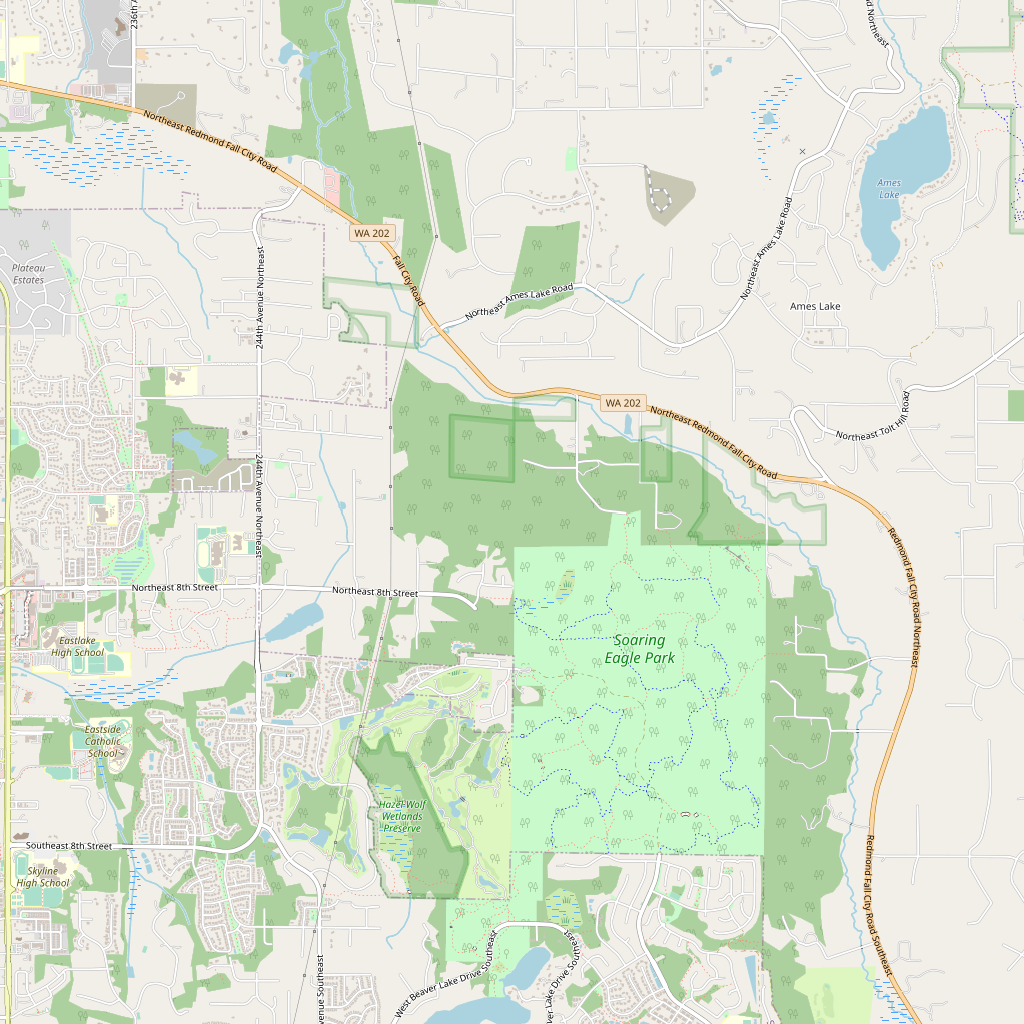 236th A
d Northeast
Northeast Redmond Fall City Road
Ames
Lake
WA 202
Fall City Road
Northeast Ames Lake Road
Northeast Ames Lake Road
Plateau
Estates
244th Avenue Northeast
Ames Lake
WA 202
Northeast Redmond Fall City Road
Northeast Tolt Hill Road
244th Avenue Northeast
Redmond Fall City Road Northeast
Northeast 8th Street
Northeast 8th Street
Eastlake
High School
Soaring
Eagle Park
Eastside
Catholic
School
Hazel Wolf
Wetlands
Preserve
Southeast 8th Street
Skyline
High School
Redmond Fall City Road Southeast
West Beaver Lake Drive Southeast
aver Lake Drive Southeast
venue Southeast